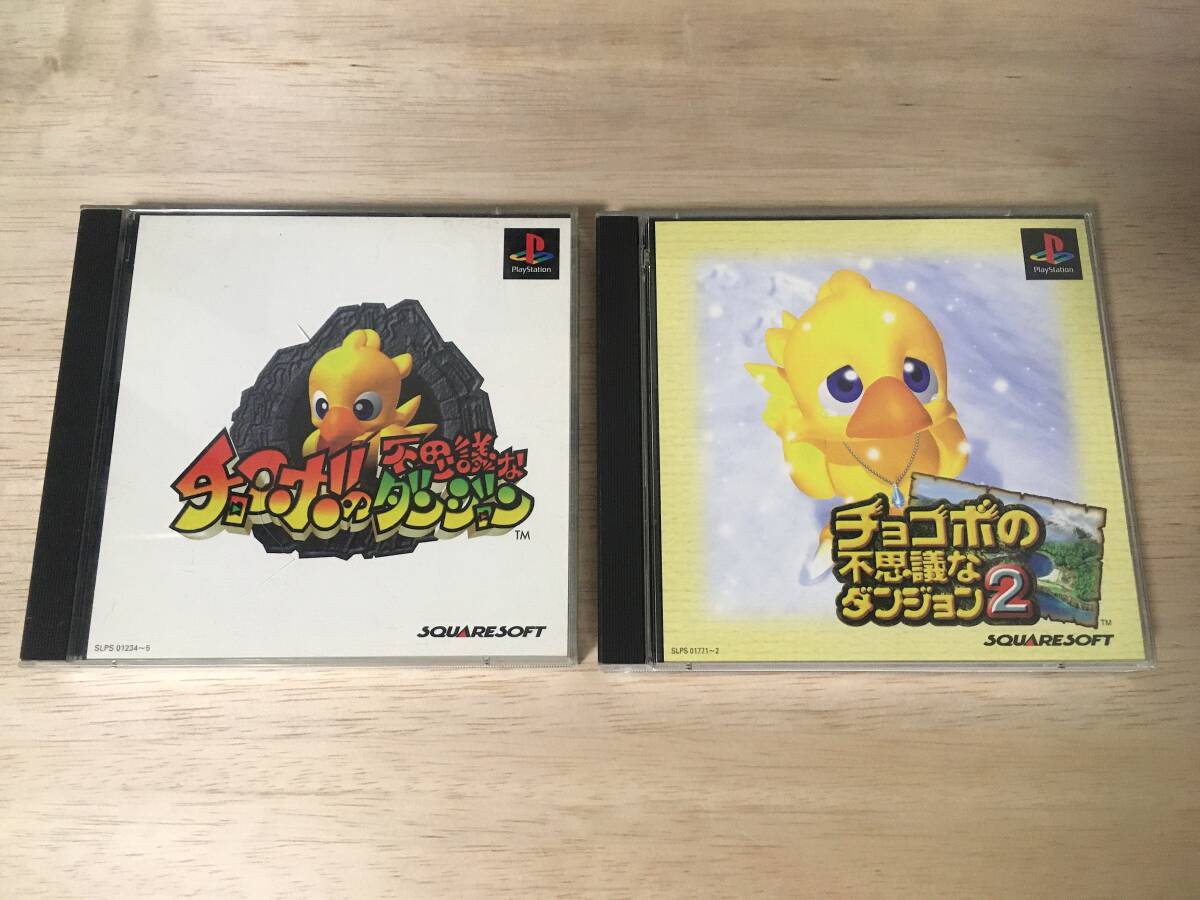 PlayStation
チョコボの
不思議な
ダンジョン
TM
SQUARESOFT
SLPS 01234~5
PlayStation
チョコボの
不思議な
ダンジョン2
TM
SQUARESOFT
SLPS 01771~2